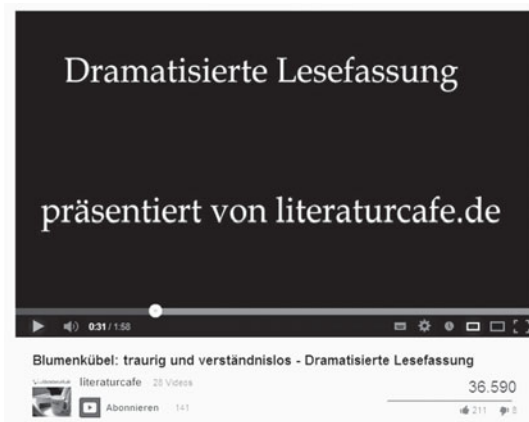 Dramatisierte Lesefassung
präsentiert von literaturcafe.de
0:31 / 1:58
Blumenkübel: traurig und verständnislos - Dramatisierte Lesefassung
literaturcafe 28 Videos
Abonnieren 141
36.590
211 8